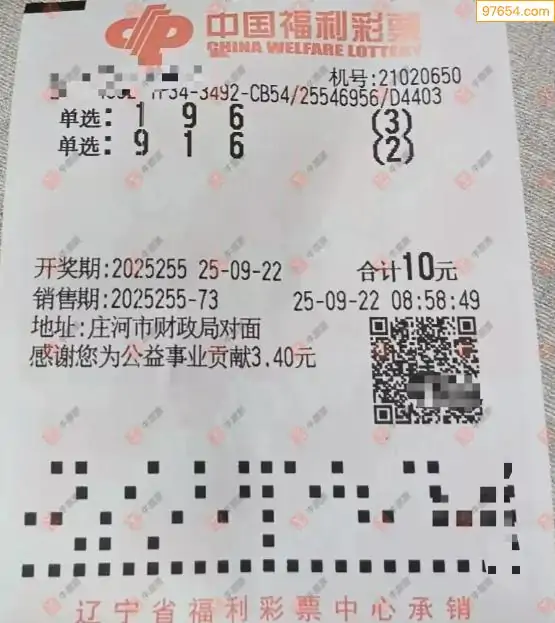 97654.com
中国福利彩票
CHINA WELFARE LOTTERY
机号:21020650
-3492-CB54/25546956/D4403
单选: 1 9 6 (3)
单选: 9 1 6 (2)
开奖期:2025255 25-09-22 合计10元
销售期:2025255-73 25-09-22 08:58:49
地址:庄河市财政局对面
感谢您为公益事业贡献3.40元
辽宁省福利彩票中心承销